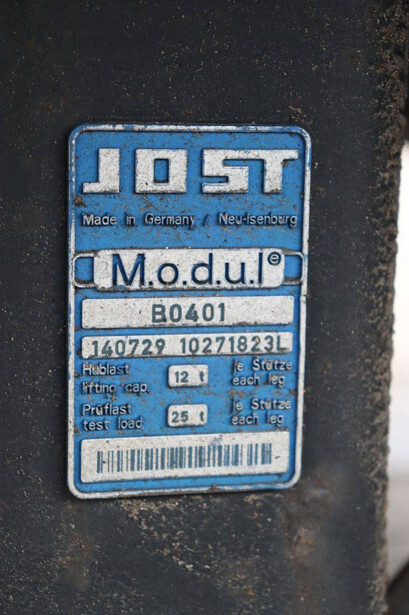 JOST
Made in Germany / Neu-Isenburg
M.o.d.u.l e
B0401
140729 10271823L
Hublast 12 t je Stütze
lifting cap. each leg
Prüflast 25 t je Stütze
test load each leg